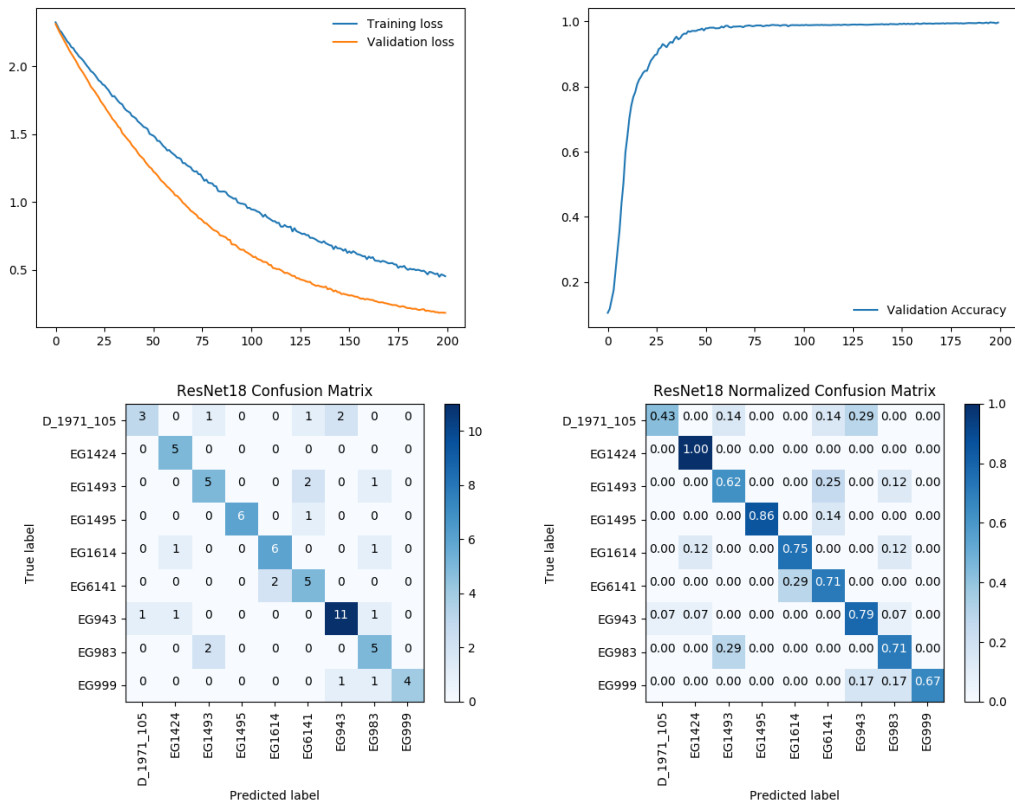 Training loss
Validation loss
2.0
1.5
1.0
0.5
0 25 50 75 100 125 150 175 200
1.0
0.8
0.6
0.4
0.2
Validation Accuracy
0 25 50 75 100 125 150 175 200
ResNet18 Confusion Matrix
D_1971_105 3 0 1 0 0 1 2 0 0
EG1424 0 5 0 0 0 0 0 0 0
EG1493 0 0 5 0 0 2 0 1 0
EG1495 0 0 0 6 0 1 0 0 0
EG1614 0 1 0 0 6 0 0 1 0
EG6141 0 0 0 0 2 5 0 0 0
EG943 1 1 0 0 0 0 11 1 0
EG983 0 0 2 0 0 0 0 5 0
EG999 0 0 0 0 0 0 1 1 4
True label
D_1971_105 EG1424 EG1493 EG1495 EG1614 EG6141 EG943 EG983 EG999
Predicted label
10
8
6
4
2
0
ResNet18 Normalized Confusion Matrix
D_1971_105 0.43 0.00 0.14 0.00 0.00 0.14 0.29 0.00 0.00
EG1424 0.00 1.00 0.00 0.00 0.00 0.00 0.00 0.00 0.00
EG1493 0.00 0.00 0.62 0.00 0.00 0.25 0.00 0.12 0.00
EG1495 0.00 0.00 0.00 0.86 0.00 0.14 0.00 0.00 0.00
EG1614 0.00 0.12 0.00 0.00 0.75 0.00 0.00 0.12 0.00
EG6141 0.00 0.00 0.00 0.00 0.29 0.71 0.00 0.00 0.00
EG943 0.07 0.07 0.00 0.00 0.00 0.00 0.79 0.07 0.00
EG983 0.00 0.00 0.29 0.00 0.00 0.00 0.00 0.71 0.00
EG999 0.00 0.00 0.00 0.00 0.00 0.00 0.17 0.17 0.67
True label
D_1971_105 EG1424 EG1493 EG1495 EG1614 EG6141 EG943 EG983 EG999
Predicted label
1.0
0.8
0.6
0.4
0.2
0.0